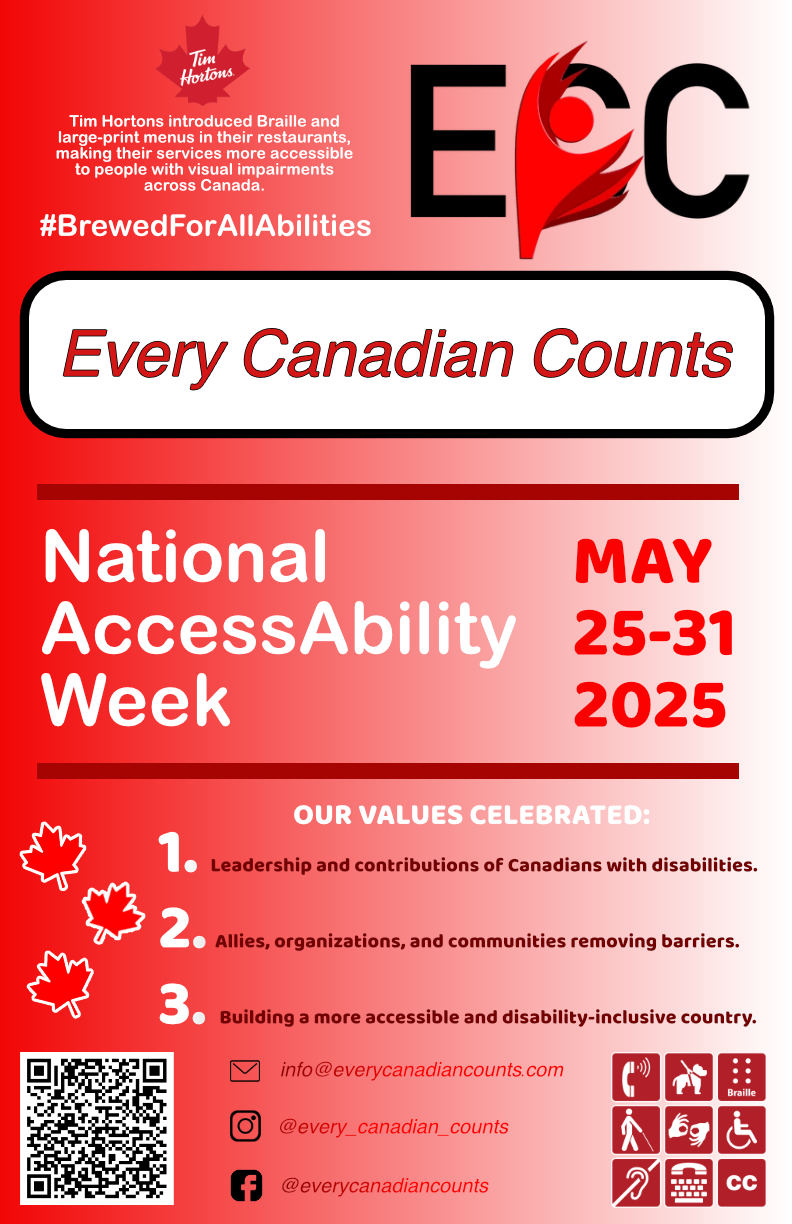 Tim
Hortons
Tim Hortons introduced Braille and
large-print menus in their restaurants,
making their services more accessible
to people with visual impairments
across Canada.
#BrewedForAllAbilities
ECC
Every Canadian Counts
National
AccessAbility
Week
MAY
25-31
2025
OUR VALUES CELEBRATED:
1. Leadership and contributions of Canadians with disabilities.
2. Allies, organizations, and communities removing barriers.
3. Building a more accessible and disability-inclusive country.
info@everycanadiancounts.com
@every_canadian_counts
@everycanadiancounts
Braille
CC